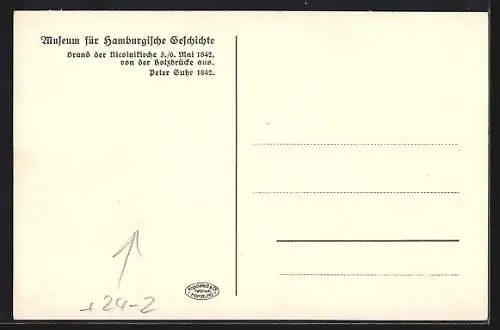 Museum für Hamburgische Geschichte
Brand der Nicolaikirche 5./6. Mai 1842.
von der Holzbrücke aus.
Peter Suhr 1842.
24-2
HAMBURG